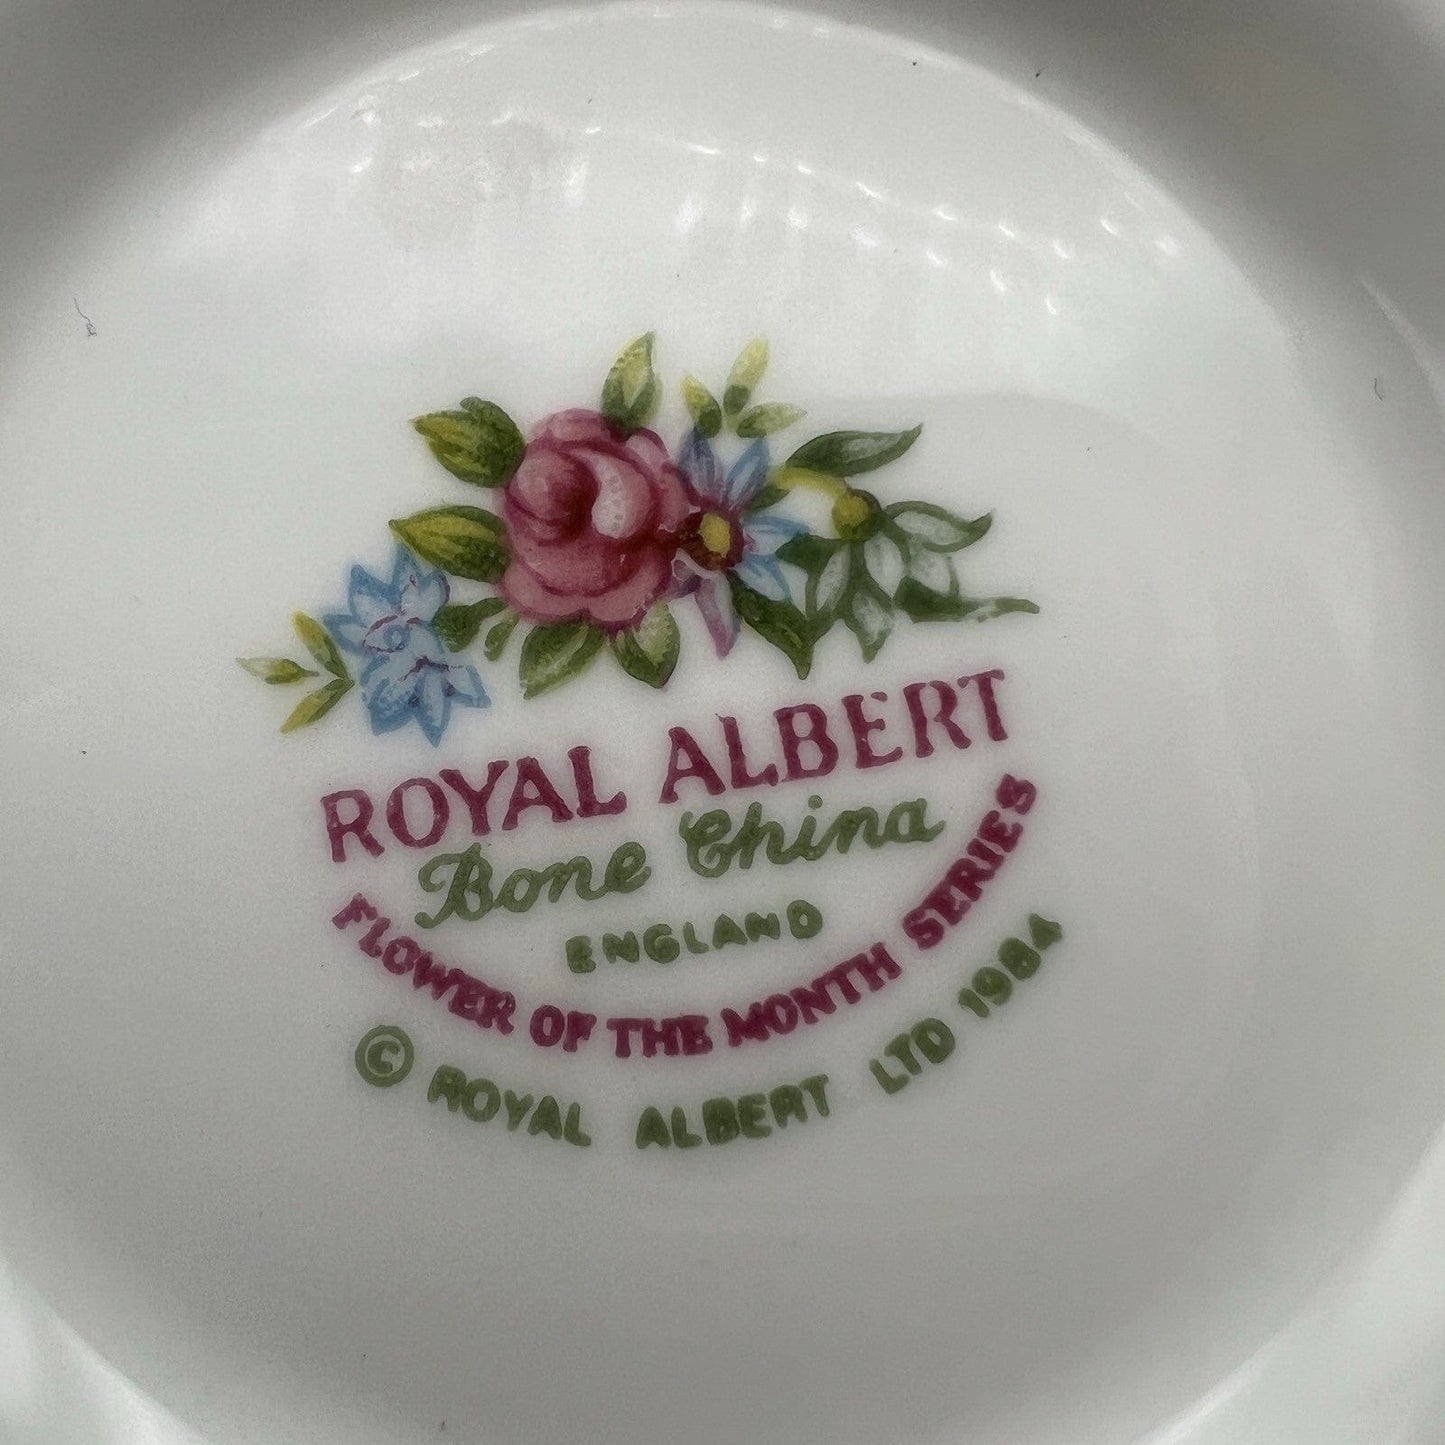 ROYAL ALBERT
Bone China
ENGLAND
FLOWER OF THE MONTH SERIES
© ROYAL ALBERT LTD 1984